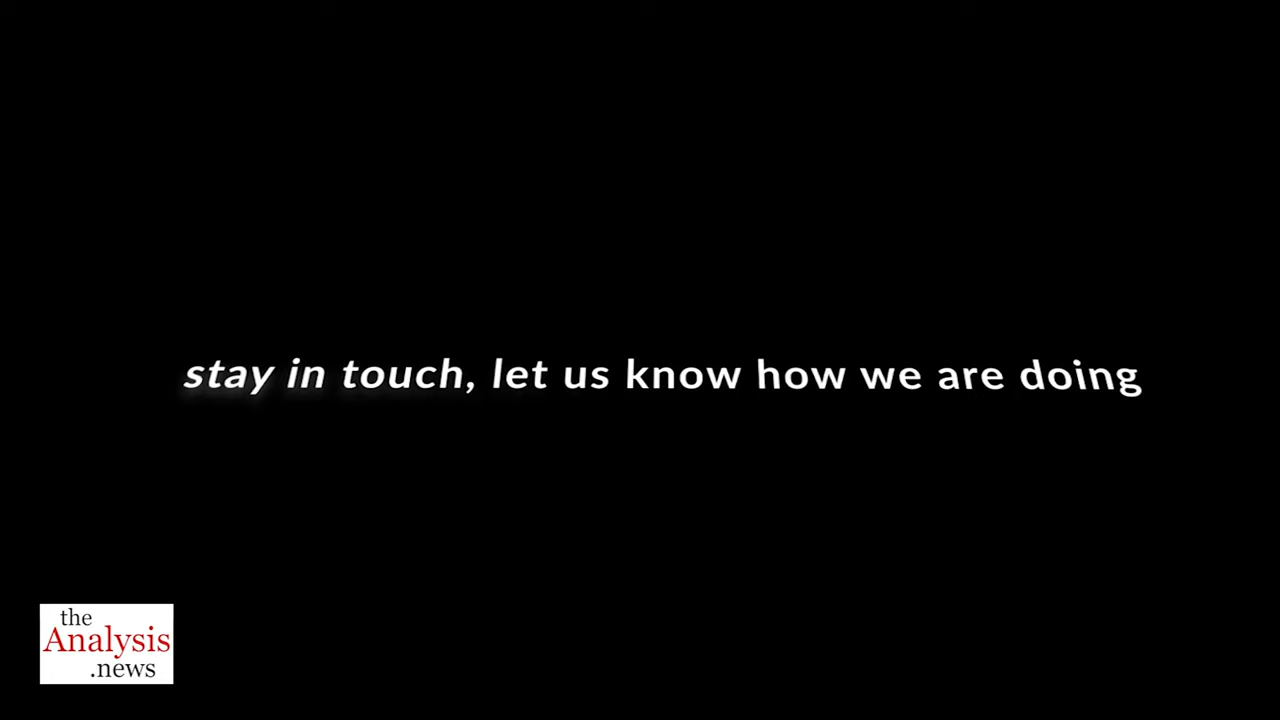 stay in touch, let us know how we are doing
the
Analysis
.news